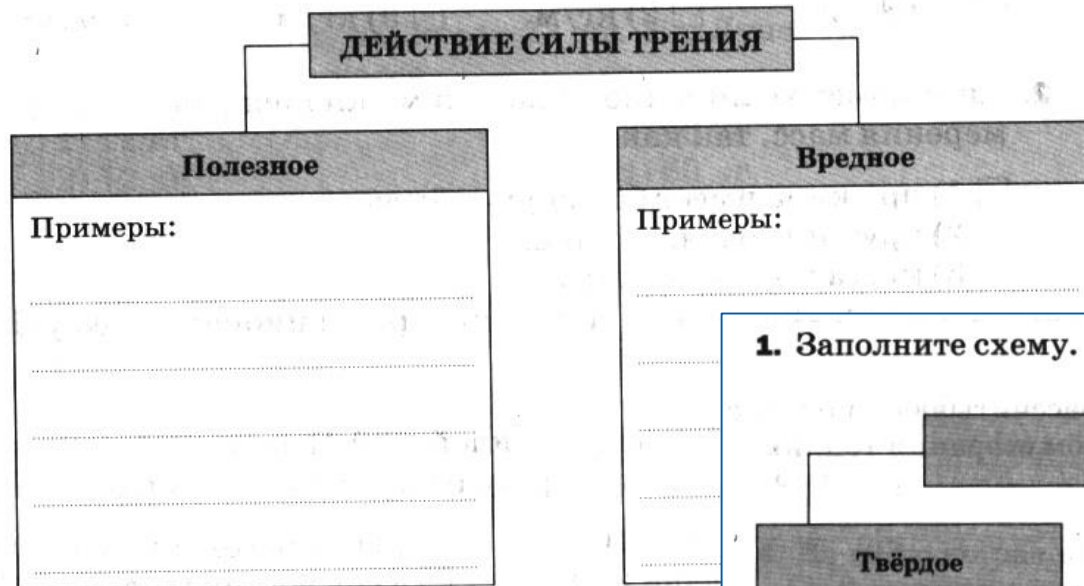 ДЕЙСТВИЕ СИЛЫ ТРЕНИЯ
Полезное
Примеры:
Вредное
Примеры:
1. Заполните схему.
Твёрдое